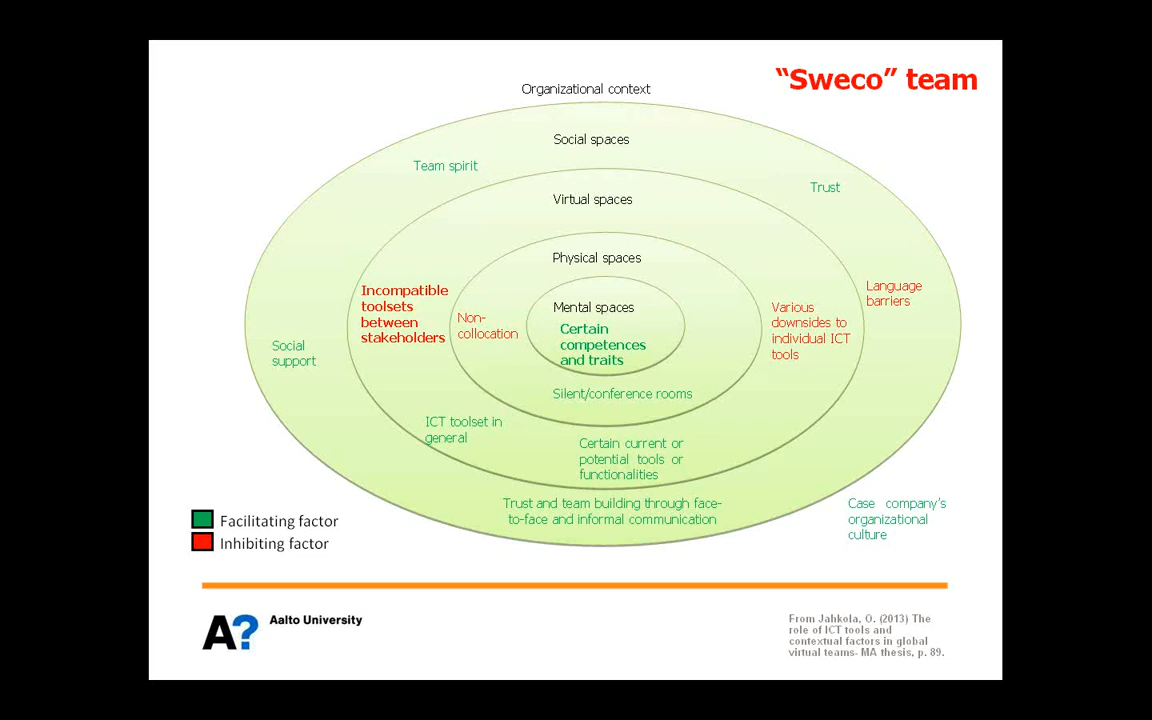 “Sweco” team
Organizational context
Social spaces
Team spirit
Trust
Virtual spaces
Physical spaces
Incompatible
toolsets
between
stakeholders
Non-
collocation
Mental spaces
Certain
competences
and traits
Various
downsides to
individual ICT
tools
Language
barriers
Social
support
Silent/conference rooms
ICT toolset in
general
Certain current or
potential tools or
functionalities
Trust and team building through face-
to-face and informal communication
Case company’s
organizational
culture
Facilitating factor
Inhibiting factor
A?
Aalto University
From Jahkola, O. (2013) The
role of ICT tools and
contextual factors in global
virtual teams- MA thesis, p. 89.